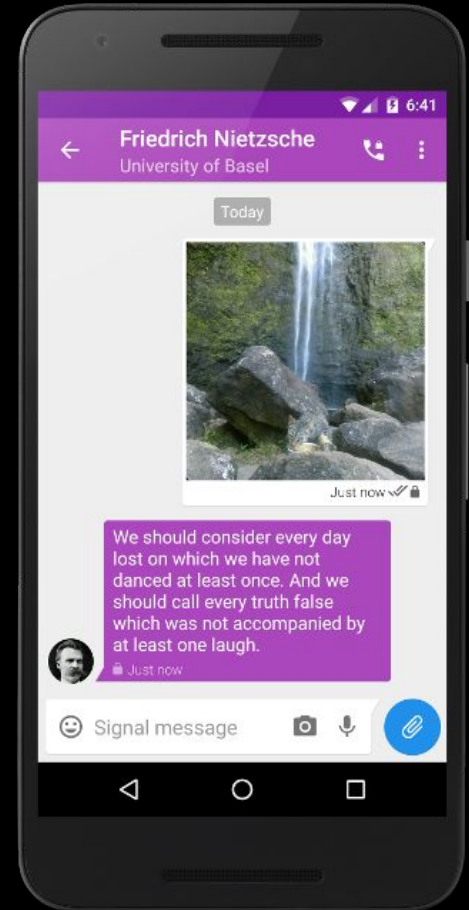 6:41
Friedrich Nietzsche
University of Basel
Today
Just now
We should consider every day
lost on which we have not
danced at least once. And we
should call every truth false
which was not accompanied by
at least one laugh.
Just now
Signal message